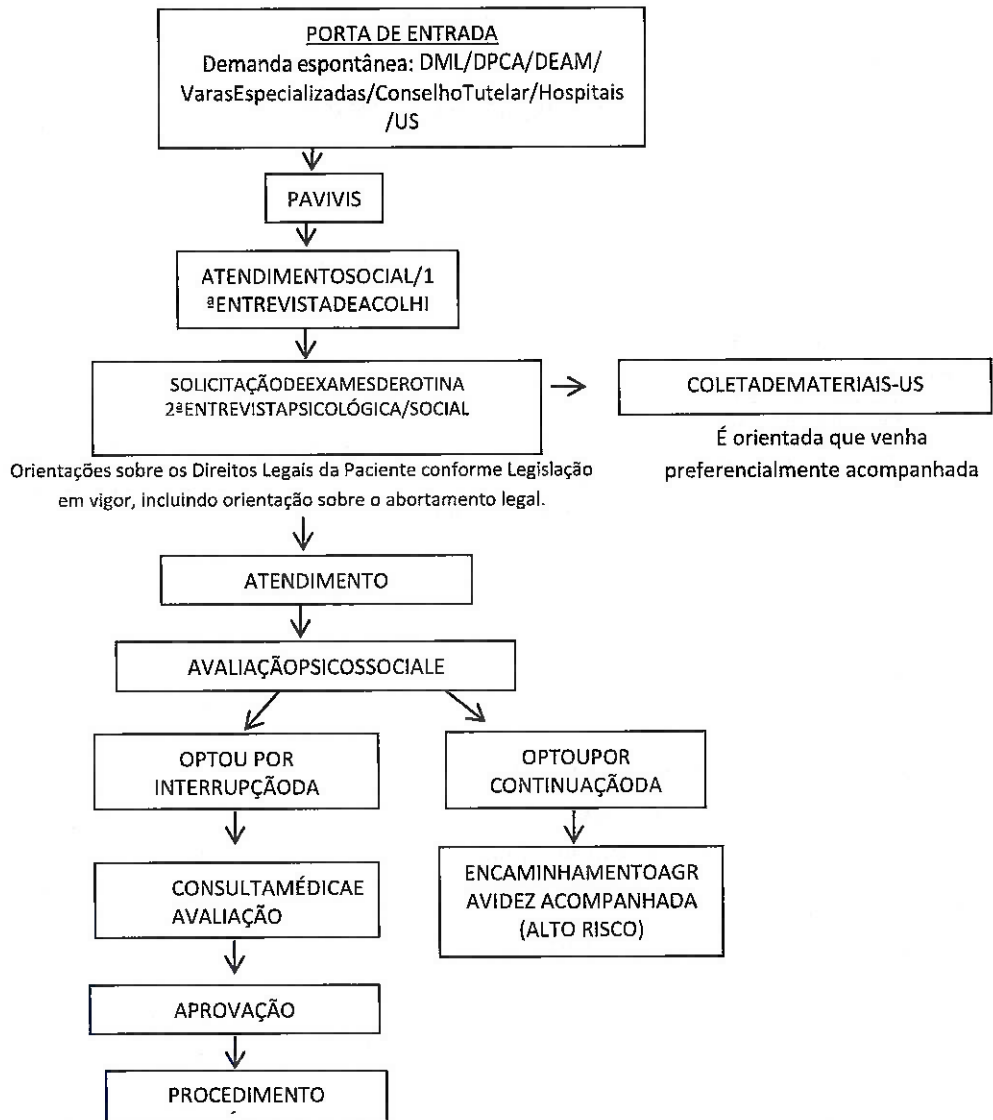 PORTA DE ENTRADA
Demanda espontânea: DML/DPCA/DEAM/
VarasEspecializadas/ConselhoTutelar/Hospitais
/US
PAVIVIS
ATENDIMENTOSOCIAL/1
ªENTREVISTADEACOLHI
SOLICITAÇÃODEEXAMESDEROTINA
2ªENTREVISTAPSICOLÓGICA/SOCIAL
COLETADEMATERIAIS-US
É orientada que venha
preferencialmente acompanhada
Orientações sobre os Direitos Legais da Paciente conforme Legislação
em vigor, incluindo orientação sobre o abortamento legal.
ATENDIMENTO
AVALIAÇÃOPSICOSSOCIALE
OPTOU POR
INTERRUPÇÃODA
OPTOUPOR
CONTINUAÇÃODA
CONSULTAMÉDICAE
AVALIAÇÃO
ENCAMINHAMENTOAGR
AVIDEZ ACOMPANHADA
(ALTO RISCO)
APROVAÇÃO
PROCEDIMENTO